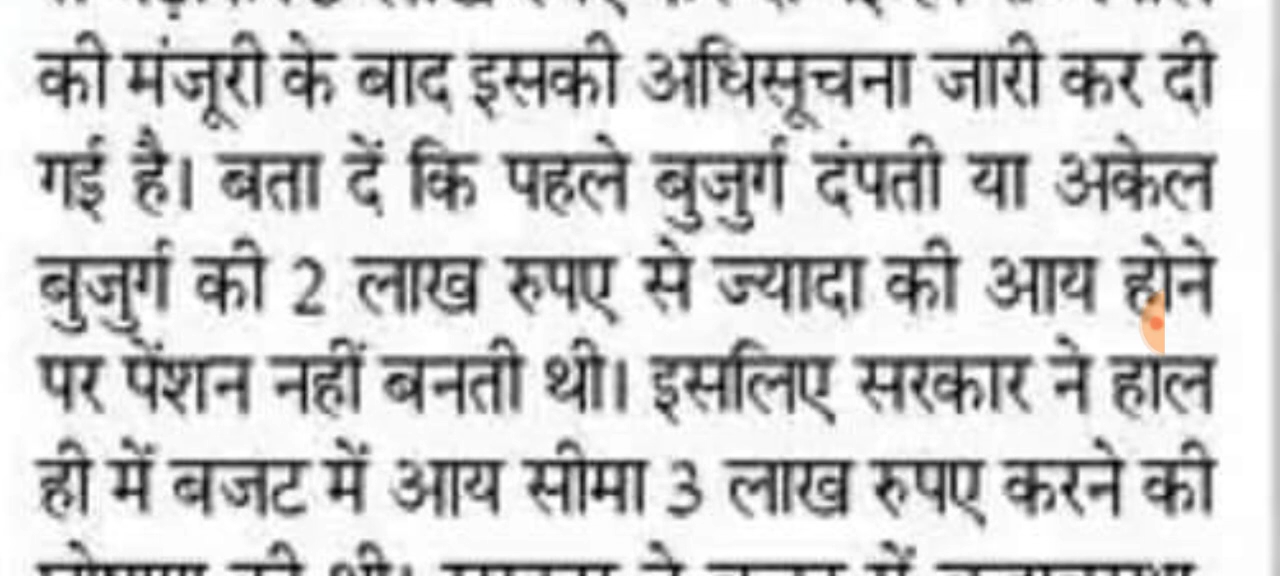 की मंजूरी के बाद इसकी अधिसूचना जारी कर दी
गई है। बता दें कि पहले बुजुर्ग दंपती या अकेल
बुजुर्ग की 2 लाख रुपए से ज्यादा की आय होने
पर पेंशन नहीं बनती थी। इसलिए सरकार ने हाल
ही में बजट में आय सीमा 3 लाख रुपए करने की